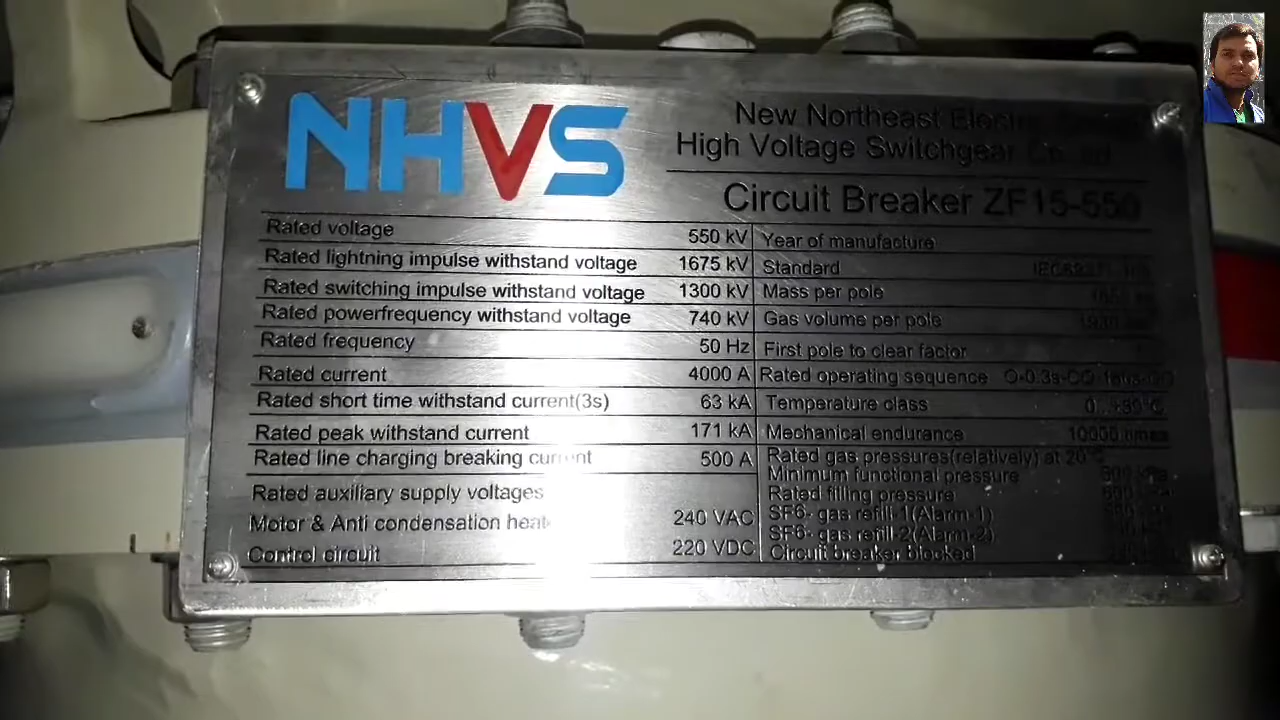 NHVS
New Northeast
High Voltage Switchgear
Circuit Breaker ZF15-550
Rated voltage 550 kV
Rated lightning impulse withstand voltage 1675 kV
Rated switching impulse withstand voltage 1300 kV
Rated powerfrequency withstand voltage 740 kV
Rated frequency 50 Hz
Rated current 4000 A
Rated short time withstand current(3s) 63 kA
Rated peak withstand current 171 kA
Rated line charging breaking current 500 A
Rated auxiliary supply voltages
Motor & Anti condensation 240 VAC
Control circuit 220 VDC
Year of manufacture
Standard
Mass per pole
Gas volume per pole
First pole to clear factor
Rated operating sequence
Temperature class
Mechanical endurance
Rated gas pressures(relatively) at 20°C
Minimum functional pressure
Rated filling pressure
SF6- gas refill-1(Alarm-1)
SF6- gas refill-2(Alarm-2)
Circuit breaker blocked